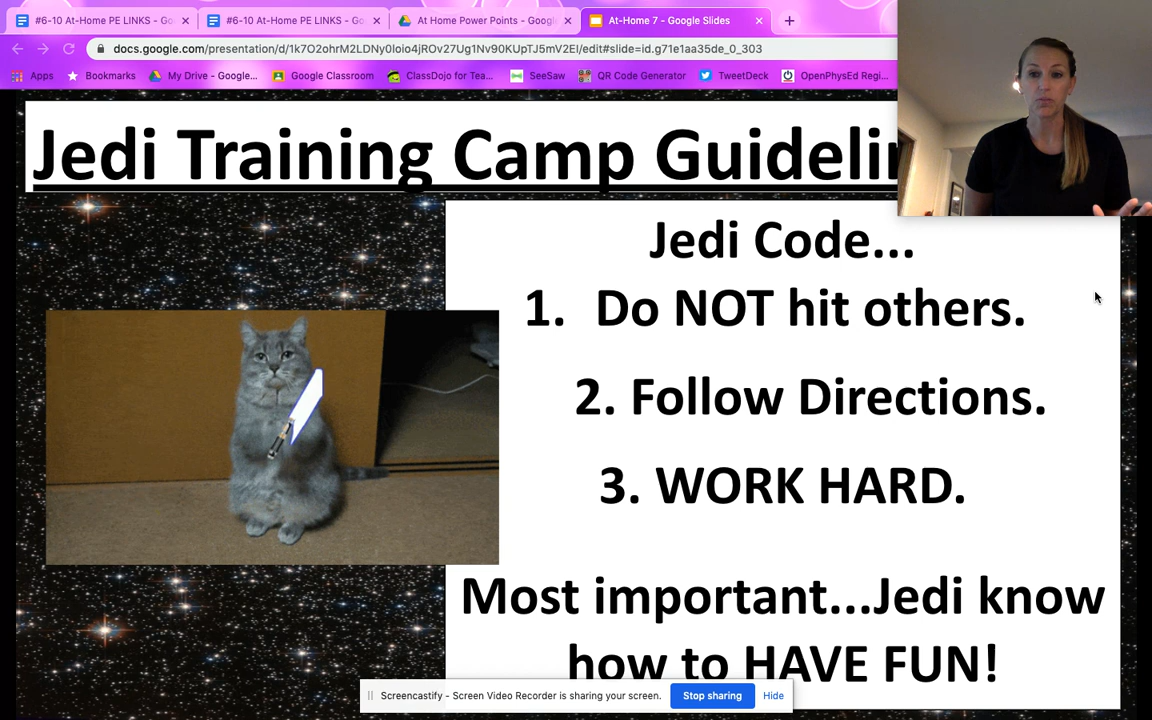 #6-10 At-Home PE LINKS - Go
#6-10 At-Home PE LINKS - Go
At Home Power Points - Googl
At-Home 7 - Google Slides
docs.google.com/presentation/d/1k7O2ohrM2LDNy0Ioio4jROv27Ug1Nv90KUpTJ5mV2EI/edit#slide=id.g71e1aa35de_0_303
Apps
Bookmarks
My Drive - Google...
Google Classroom
ClassDojo for Tea...
SeeSaw
QR Code Generator
TweetDeck
OpenPhysEd Regi...
Jedi Training Camp Guidelin
Jedi Code...
1. Do NOT hit others.
2. Follow Directions.
3. WORK HARD.
Most important...Jedi know
how to HAVE FUN!
Screencastify - Screen Video Recorder is sharing your screen.
Stop sharing
Hide